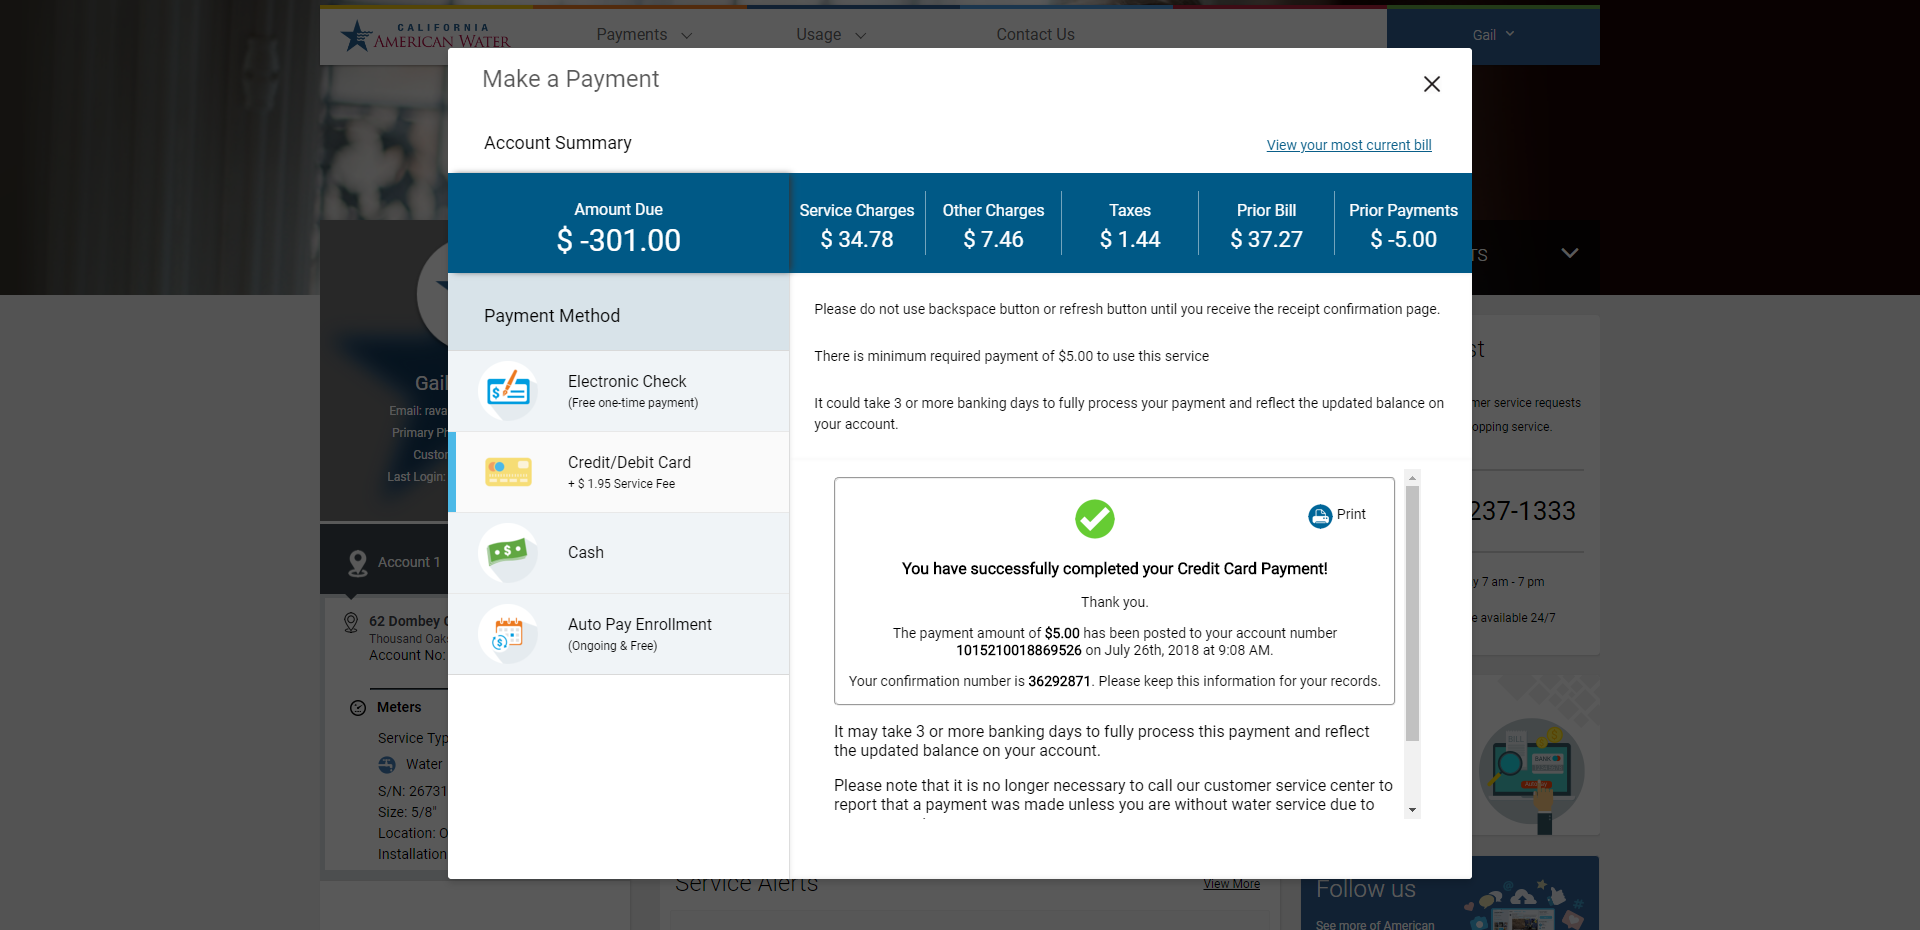 CALIFORNIA
AMERICAN WATER
Payments
Usage
Contact Us
Gail
Make a Payment
Account Summary
View your most current bill
Amount Due
$ -301.00
Service Charges
$ 34.78
Other Charges
$ 7.46
Taxes
$ 1.44
Prior Bill
$ 37.27
Prior Payments
$ -5.00
TS
Payment Method
Electronic Check
(Free one-time payment)
Credit/Debit Card
+ $ 1.95 Service Fee
Cash
Auto Pay Enrollment
(Ongoing & Free)
Please do not use backspace button or refresh button until you receive the receipt confirmation page.
There is minimum required payment of $5.00 to use this service
It could take 3 or more banking days to fully process your payment and reflect the updated balance on
your account.
Print
You have successfully completed your Credit Card Payment!
Thank you.
The payment amount of $5.00 has been posted to your account number
1015210018869526 on July 26th, 2018 at 9:08 AM.
Your confirmation number is 36292871. Please keep this information for your records.
It may take 3 or more banking days to fully process this payment and reflect
the updated balance on your account.
Please note that it is no longer necessary to call our customer service center to
report that a payment was made unless you are without water service due to
Gail
Email: rava
Primary Ph
Custor
Last Login:
Account 1
62 Dombey
Thousand Oak
Account No:
Meters
Service Typ
Water
S/N: 26731
Size: 5/8"
Location: O
Installation
st
mer service requests
opping service.
237-1333
y 7 am - 7 pm
e available 24/7
BILL
BANK
Service Alerts
View More
Follow us
See more of American